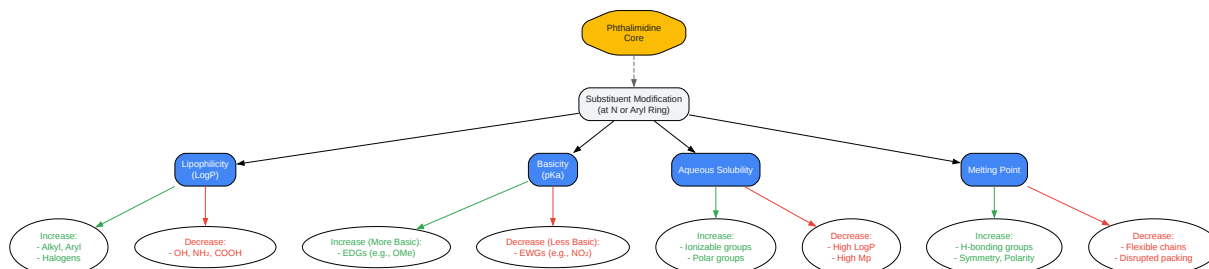 Phthalimidine
Core
Substituent Modification
(at N or Aryl Ring)
Lipophilicity
(LogP)
Basicity
(pKa)
Aqueous Solubility
Melting Point
Increase:
- Alkyl, Aryl
- Halogens
Decrease:
- OH, NH₂, COOH
Increase (More Basic):
- EDGs (e.g., OMe)
Decrease (Less Basic):
- EWGs (e.g., NO₂)
Increase:
- Ionizable groups
- Polar groups
Decrease:
- High LogP
- High Mp
Increase:
- H-bonding groups
- Symmetry, Polarity
Decrease:
- Flexible chains
- Disrupted packing